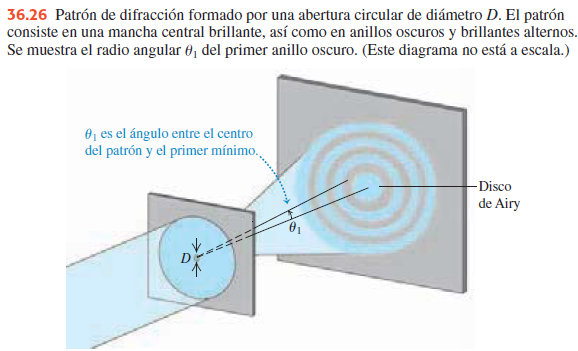 36.26 Patrón de difracción formado por una abertura circular de diámetro D. El patrón
consiste en una mancha central brillante, así como en anillos oscuros y brillantes alternos.
Se muestra el radio angular θ₁ del primer anillo oscuro. (Este diagrama no está a escala.)
θ₁ es el ángulo entre el centro
del patrón y el primer mínimo.
Disco
de Airy
θ₁
D